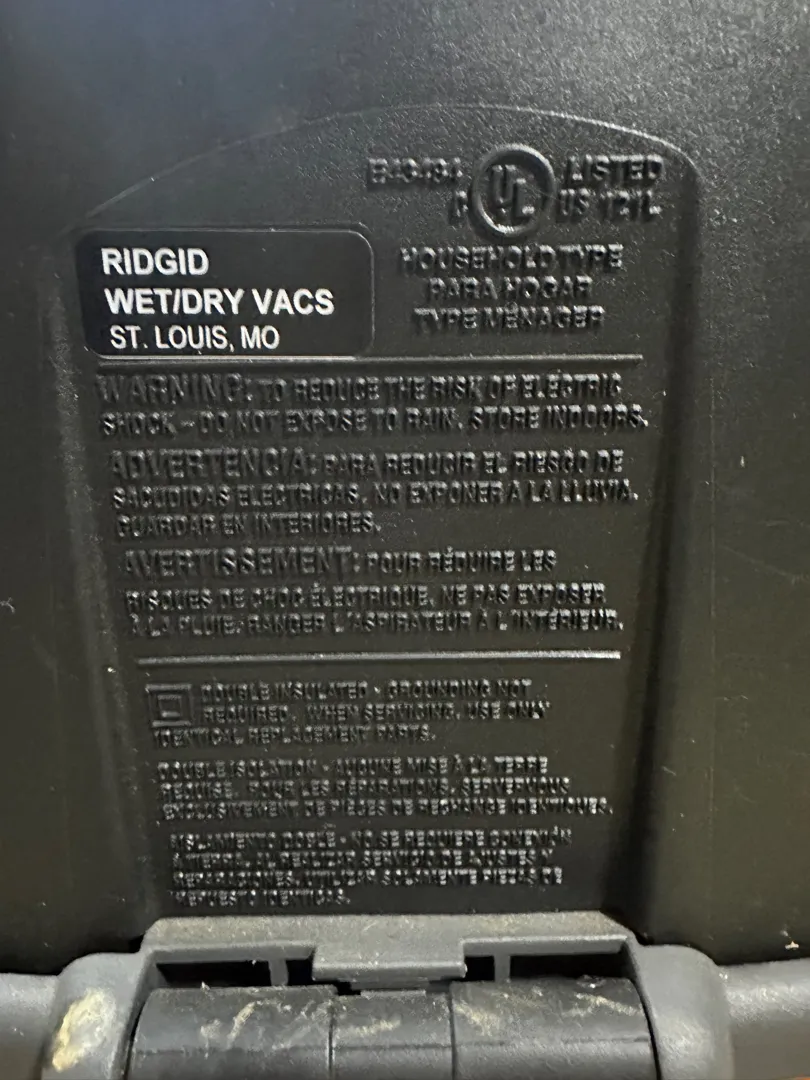 E43494 UL LISTED
C US 121L
RIDGID
WET/DRY VACS
ST. LOUIS, MO
HOUSEHOLD TYPE
PARA HOGAR
TYPE MÉNAGER
WARNING: TO REDUCE THE RISK OF ELECTRIC
SHOCK – DO NOT EXPOSE TO RAIN. STORE INDOORS.
ADVERTENCIA: PARA REDUCIR EL RIESGO DE
SACUDIDAS ELÉCTRICAS. NO EXPONER A LA LLUVIA.
GUARDAR EN INTERIORES.
AVERTISSEMENT: POUR RÉDUIRE LES
RISQUES DE CHOC ÉLECTRIQUE. NE PAS EXPOSER
À LA PLUIE. RANGER L'ASPIRATEUR À L'INTÉRIEUR.
DOUBLE INSULATED - GROUNDING NOT
REQUIRED. WHEN SERVICING, USE ONLY
IDENTICAL REPLACEMENT PARTS.
DOUBLE ISOLATION - AUCUNE MISE À LA TERRE
REQUISE. POUR LES RÉPARATIONS, SERVEZ-VOUS
EXCLUSIVEMENT DE PIÈCES DE RECHANGE IDENTIQUES.
AISLAMIENTO DOBLE - NO SE REQUIERE CONEXIÓN
A TIERRA. AL REALIZAR SERVICIO DE AJUSTES Y
REPARACIONES, UTILIZAR SOLAMENTE PIEZAS DE
REPUESTO IDÉNTICAS.